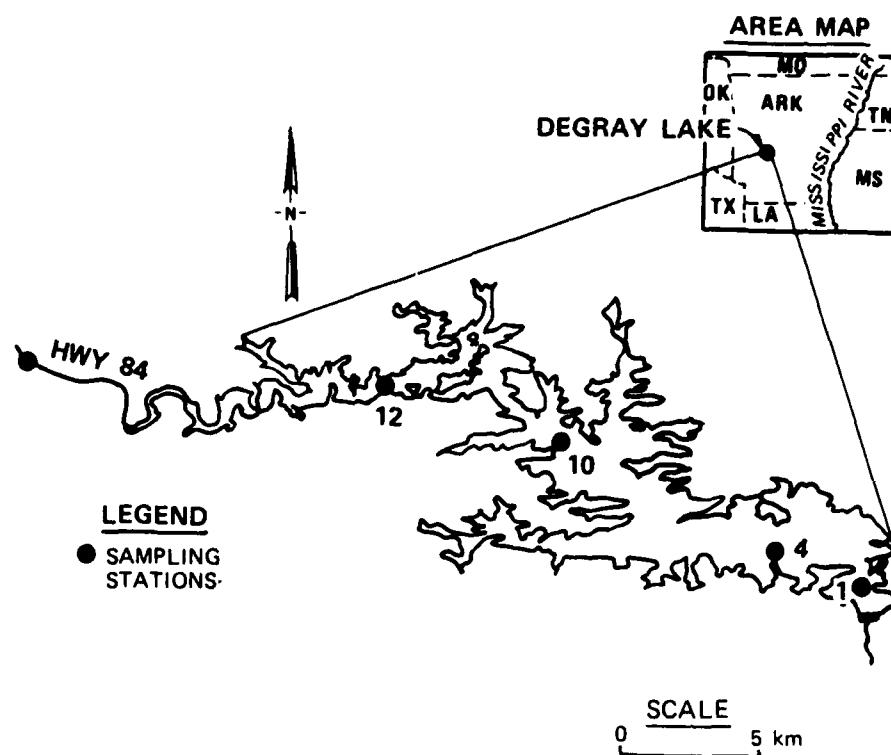 AREA MAP
MO
OK
ARK
MISSISSIPPI RIVER
TN
DEGRAY LAKE
MS
TX
LA
-N-
HWY 84
12
10
LEGEND
SAMPLING
STATIONS
4
1
SCALE
0 5 km